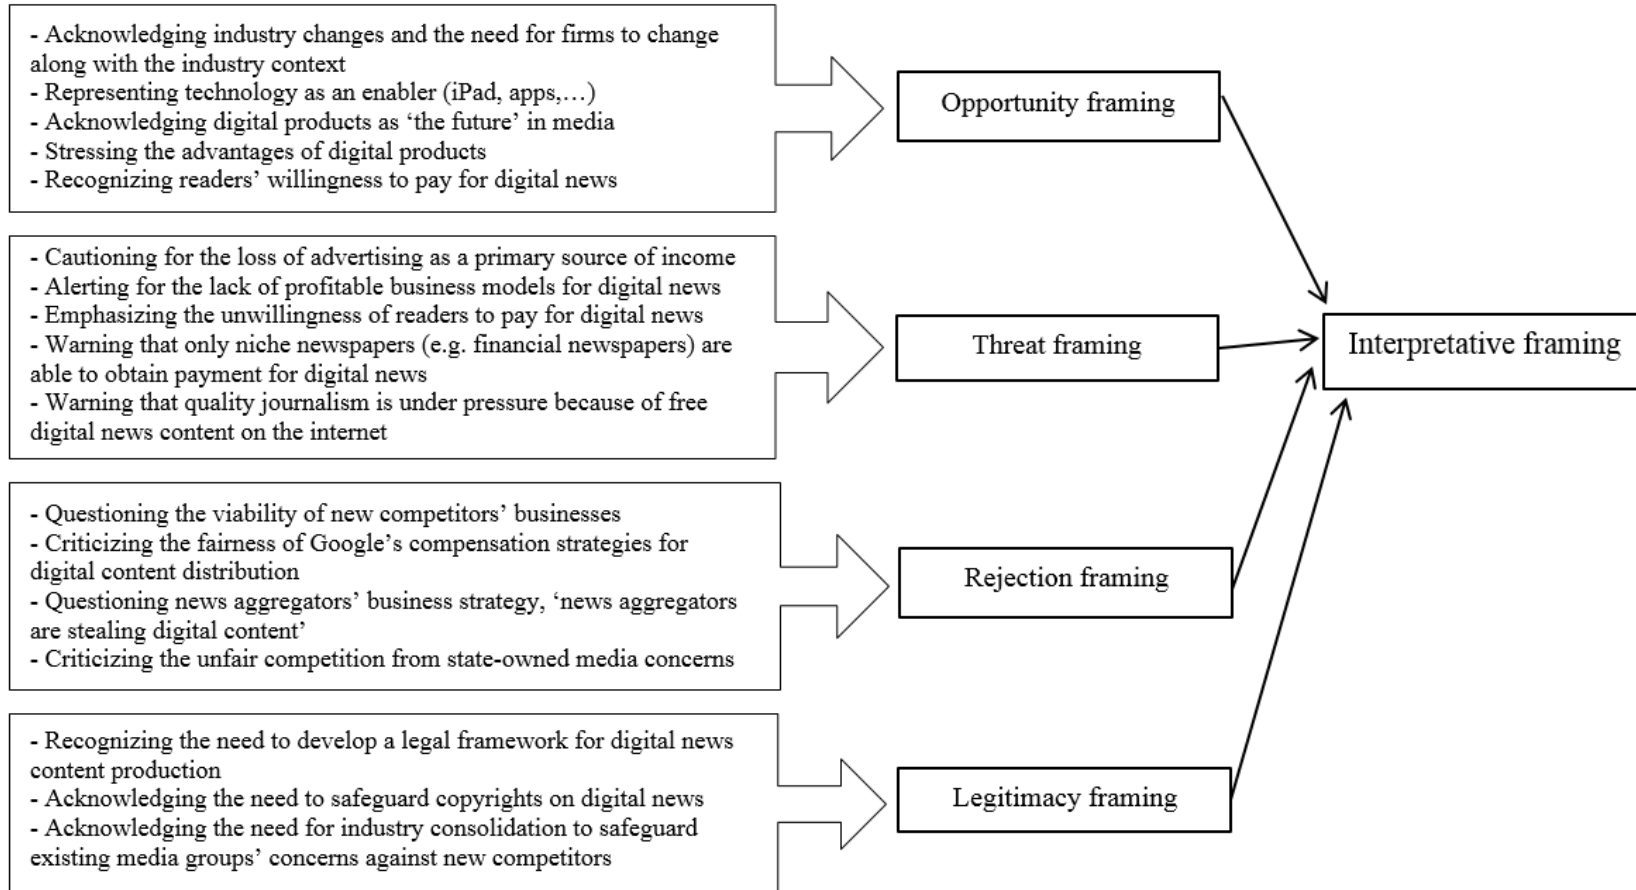 - Acknowledging industry changes and the need for firms to change
along with the industry context
- Representing technology as an enabler (iPad, apps,…)
- Acknowledging digital products as ‘the future’ in media
- Stressing the advantages of digital products
- Recognizing readers’ willingness to pay for digital news
Opportunity framing
- Cautioning for the loss of advertising as a primary source of income
- Alerting for the lack of profitable business models for digital news
- Emphasizing the unwillingness of readers to pay for digital news
- Warning that only niche newspapers (e.g. financial newspapers) are
able to obtain payment for digital news
- Warning that quality journalism is under pressure because of free
digital news content on the internet
Threat framing
Interpretative framing
- Questioning the viability of new competitors’ businesses
- Criticizing the fairness of Google’s compensation strategies for
digital content distribution
- Questioning news aggregators’ business strategy, ‘news aggregators
are stealing digital content’
- Criticizing the unfair competition from state-owned media concerns
Rejection framing
- Recognizing the need to develop a legal framework for digital news
content production
- Acknowledging the need to safeguard copyrights on digital news
- Acknowledging the need for industry consolidation to safeguard
existing media groups’ concerns against new competitors
Legitimacy framing